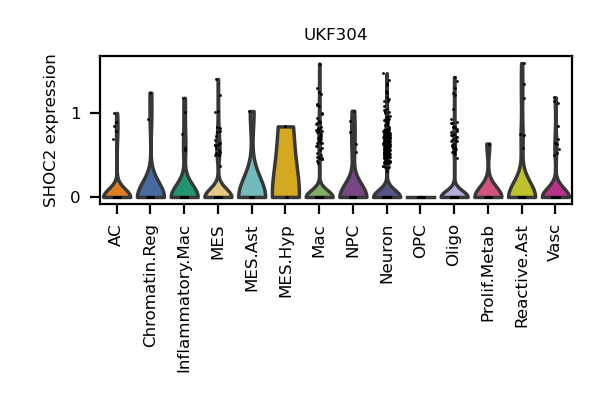 UKF304
SHOC2 expression
1
0
AC
Chromatin.Reg
Inflammatory.Mac
MES
MES.Ast
MES.Hyp
Mac
NPC
Neuron
OPC
Oligo
Prolif.Metab
Reactive.Ast
Vasc